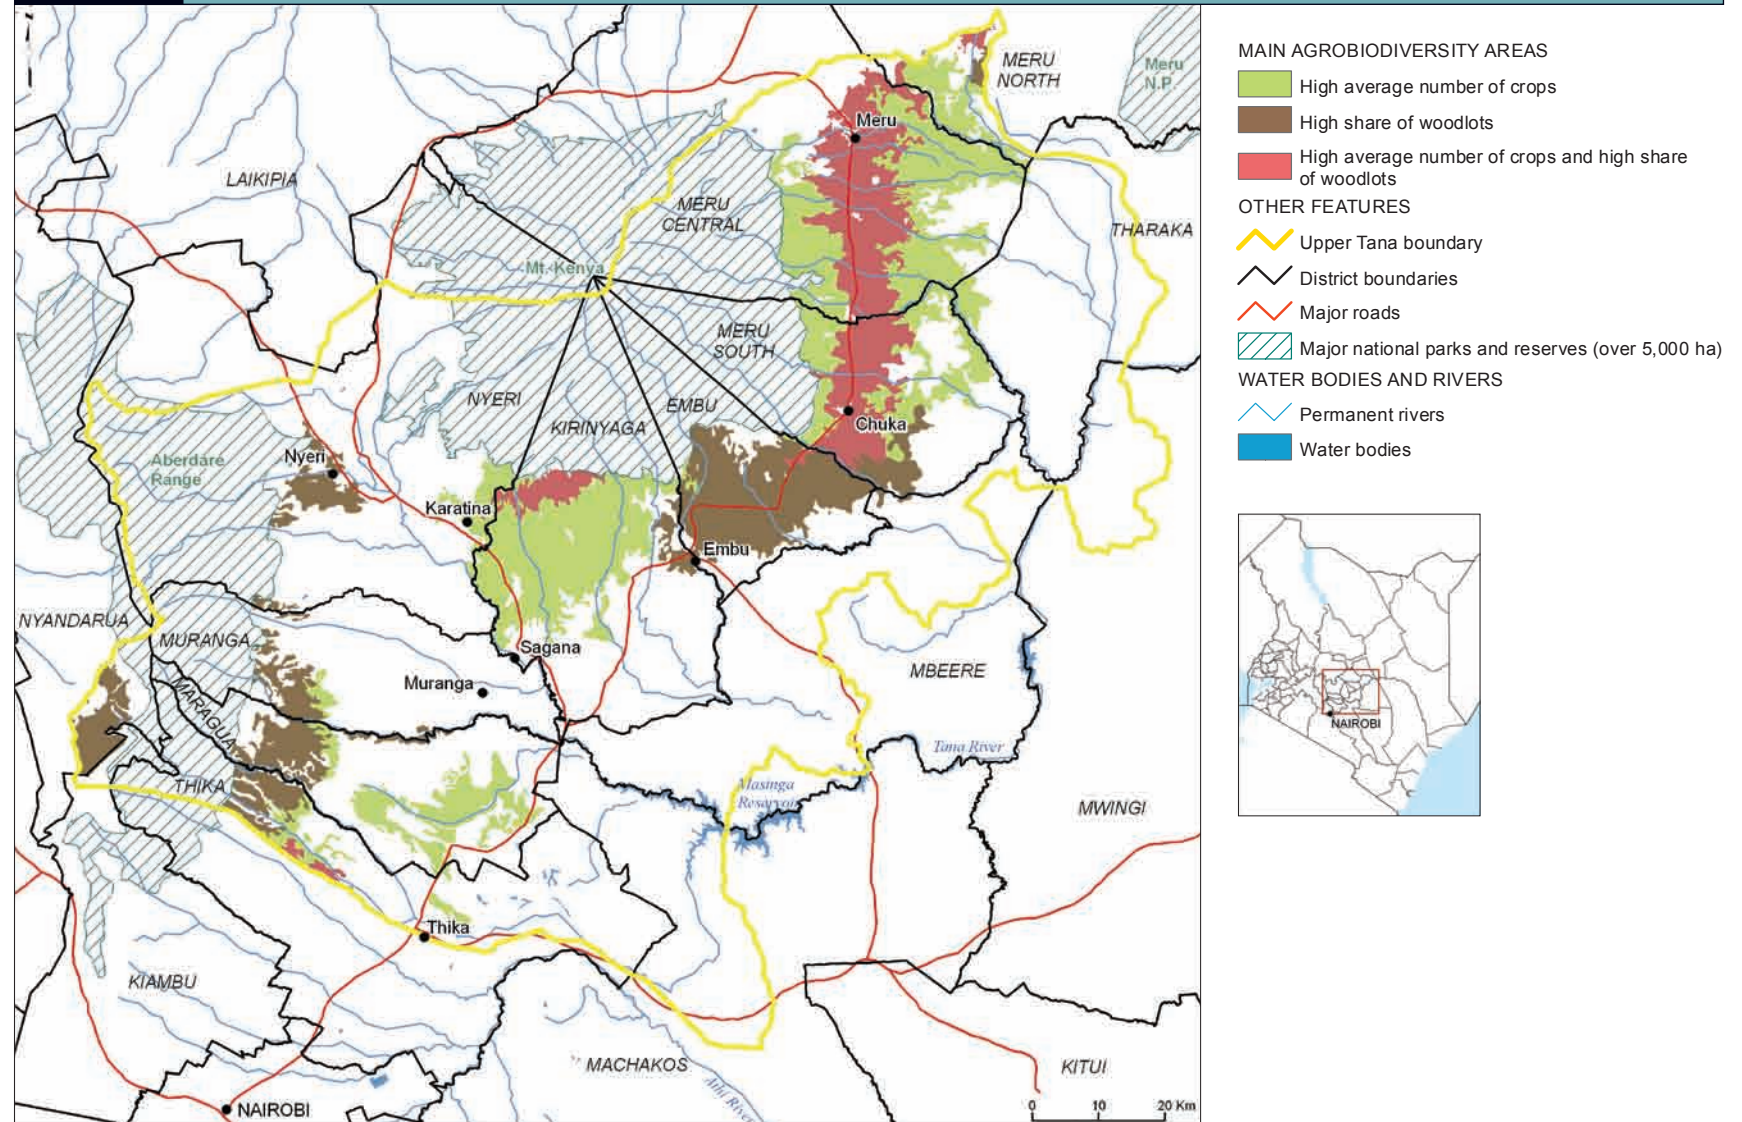 MERU
NORTH
Meru
N.P.
Meru
LAIKIPIA
MERU
CENTRAL
THARAKA
Mt. Kenya
MERU
SOUTH
NYERI
EMBU
KIRINYAGA
Chuka
Nyeri
Aberdare
Range
Karatina
Embu
NYANDARUA
MURANGA
Sagana
MBEERE
Muranga
MARAGUA
Tana River
THIKA
Masinga
Reservoir
MWINGI
Thika
KIAMBU
MACHAKOS
KITUI
Athi River
NAIROBI
0 10 20 Km
MAIN AGROBIODIVERSITY AREAS
High average number of crops
High share of woodlots
High average number of crops and high share
of woodlots
OTHER FEATURES
Upper Tana boundary
District boundaries
Major roads
Major national parks and reserves (over 5,000 ha)
WATER BODIES AND RIVERS
Permanent rivers
Water bodies
NAIROBI